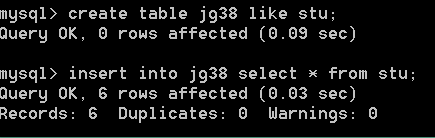 mysql> create table jg38 like stu;
Query OK, 0 rows affected (0.09 sec)
mysql> insert into jg38 select * from stu;
Query OK, 6 rows affected (0.03 sec)
Records: 6  Duplicates: 0  Warnings: 0